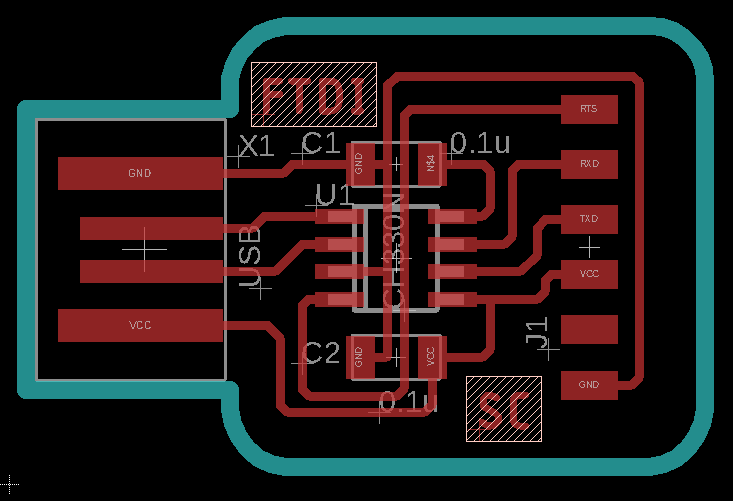 FTDI
RTS
X1
C1
0.1u
GND
GND
N$4
RXD
U1
TXD
USB
CH330N
VCC
VCC
C2
GND
VCC
J1
GND
0.1u
SC